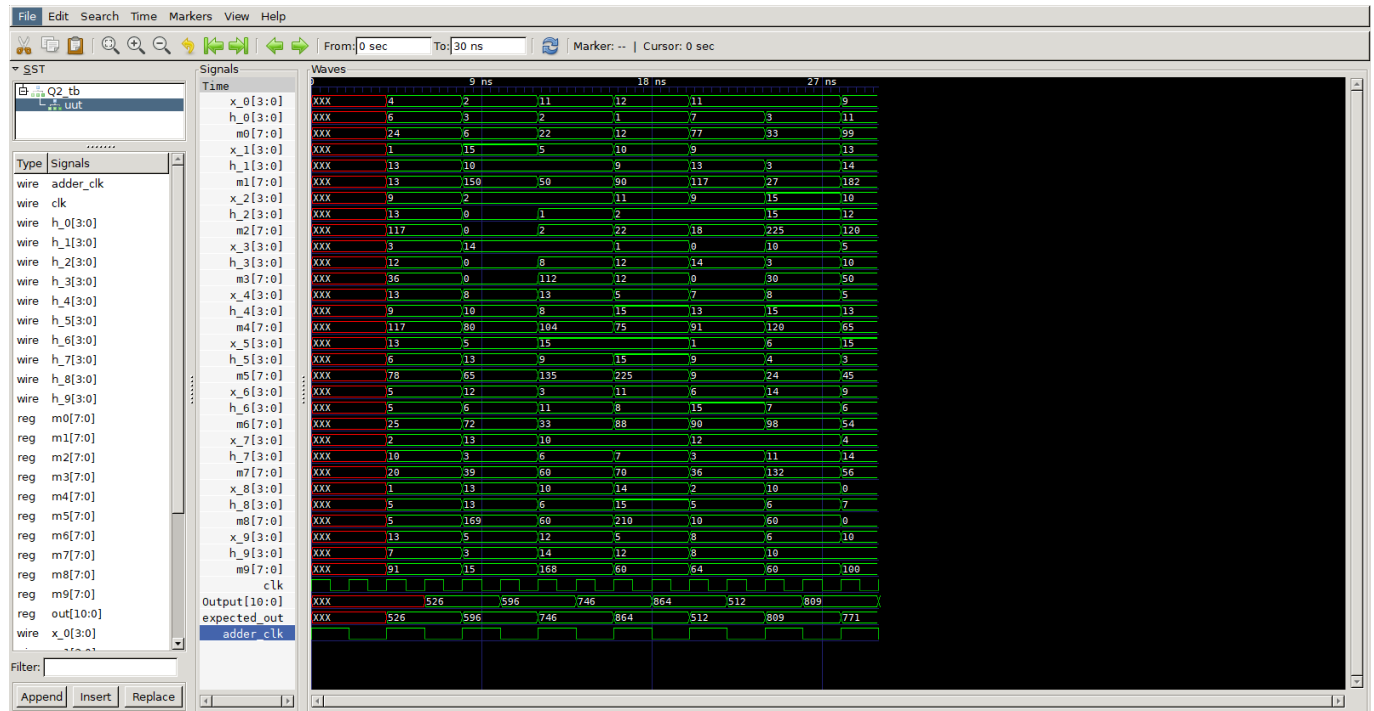 File Edit Search Time Markers View Help
From: 0 sec To: 30 ns Marker: -- | Cursor: 0 sec
SST
Q2_tb
uut
Type Signals
wire adder_clk
wire clk
wire h_0[3:0]
wire h_1[3:0]
wire h_2[3:0]
wire h_3[3:0]
wire h_4[3:0]
wire h_5[3:0]
wire h_6[3:0]
wire h_7[3:0]
wire h_8[3:0]
wire h_9[3:0]
reg m0[7:0]
reg m1[7:0]
reg m2[7:0]
reg m3[7:0]
reg m4[7:0]
reg m5[7:0]
reg m6[7:0]
reg m7[7:0]
reg m8[7:0]
reg m9[7:0]
reg out[10:0]
wire x_0[3:0]
Filter:
Append Insert Replace
Signals Waves
Time 0 9 ns 18 ns 27 ns
x_0[3:0] XXX 4 2 11 12 11 9
h_0[3:0] XXX 6 3 2 1 7 3 11
m0[7:0] XXX 24 6 22 12 77 33 99
x_1[3:0] XXX 1 15 5 10 9 13
h_1[3:0] XXX 13 10 9 13 3 14
m1[7:0] XXX 13 150 50 90 117 27 182
x_2[3:0] XXX 9 2 11 9 15 10
h_2[3:0] XXX 13 0 1 2 15 12
m2[7:0] XXX 117 0 2 22 18 225 120
x_3[3:0] XXX 3 14 1 0 10 5
h_3[3:0] XXX 12 0 8 12 14 3 10
m3[7:0] XXX 36 0 112 12 0 30 50
x_4[3:0] XXX 13 8 13 5 7 8 5
h_4[3:0] XXX 9 10 8 15 13 15 13
m4[7:0] XXX 117 80 104 75 91 120 65
x_5[3:0] XXX 13 5 15 1 6 15
h_5[3:0] XXX 6 13 9 15 9 4 3
m5[7:0] XXX 78 65 135 225 9 24 45
x_6[3:0] XXX 5 12 3 11 6 14 9
h_6[3:0] XXX 5 6 11 8 15 7 6
m6[7:0] XXX 25 72 33 88 90 98 54
x_7[3:0] XXX 2 13 10 12 4
h_7[3:0] XXX 10 3 6 7 3 11 14
m7[7:0] XXX 20 39 60 70 36 132 56
x_8[3:0] XXX 1 13 10 14 2 10 0
h_8[3:0] XXX 5 13 6 15 5 6 7
m8[7:0] XXX 5 169 60 210 10 60 0
x_9[3:0] XXX 13 5 12 5 8 6 10
h_9[3:0] XXX 7 3 14 12 8 10
m9[7:0] XXX 91 15 168 60 64 60 100
clk
Output[10:0] XXX 526 596 746 864 512 809
expected_out XXX 526 596 746 864 512 809 771
adder_clk